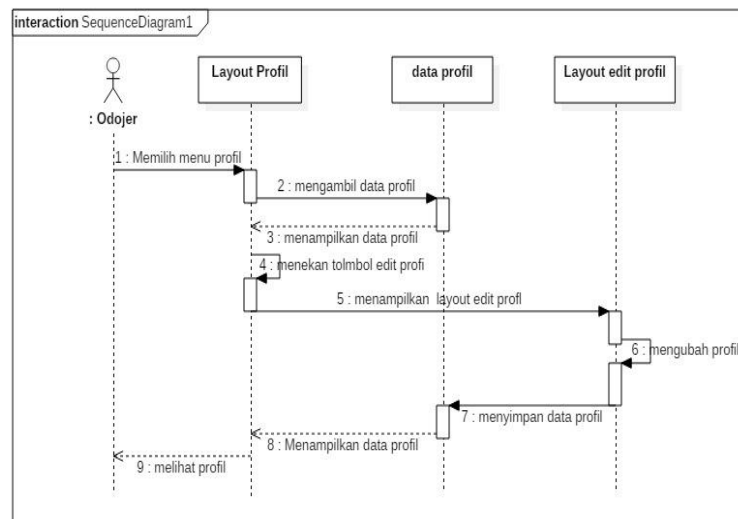 interaction SequenceDiagram1
Layout Profil
data profil
Layout edit profil
: Odojer
1 : Memilih menu profil
2 : mengambil data profil
3 : menampilkan data profil
4 : menekan tolmbol edit profi
5 : menampilkan layout edit profl
6 : mengubah profil
7 : menyimpan data profil
8 : Menampilkan data profil
9 : melihat profil